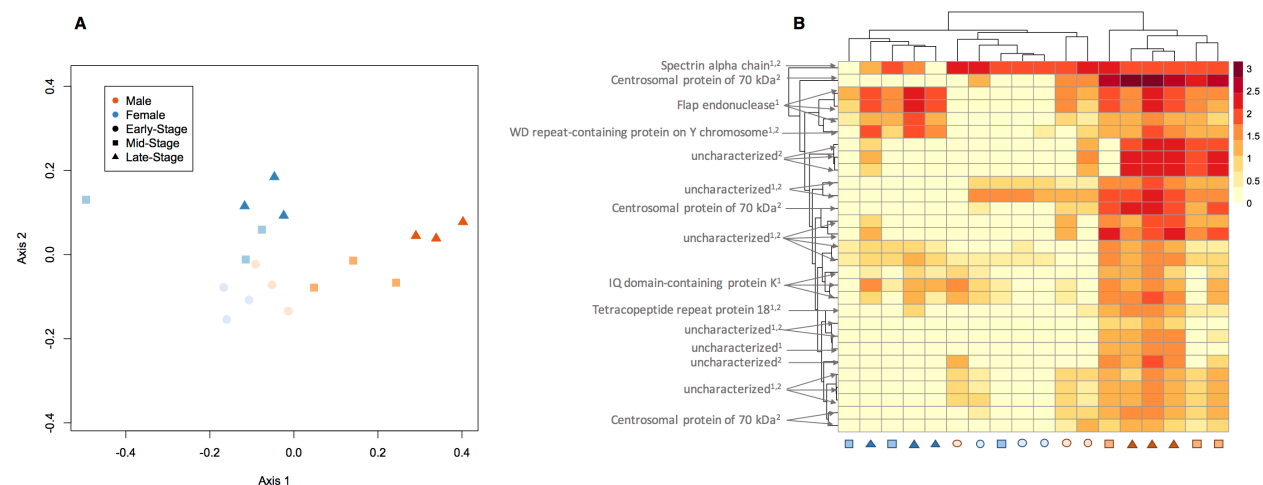 A
Male
Female
Early-Stage
Mid-Stage
Late-Stage
Axis 2
0.4
0.2
0.0
-0.2
-0.4
-0.4
-0.2
0.0
0.2
0.4
Axis 1
B
Spectrin alpha chain1,2
Centrosomal protein of 70 kDa2
Flap endonuclease1
WD repeat-containing protein on Y chromosome1,2
uncharacterized2
uncharacterized1,2
Centrosomal protein of 70 kDa2
uncharacterized1,2
IQ domain-containing protein K1
Tetracopeptide repeat protein 181,2
uncharacterized1,2
uncharacterized1
uncharacterized2
uncharacterized1,2
Centrosomal protein of 70 kDa2
3
2.5
2
1.5
1
0.5
0